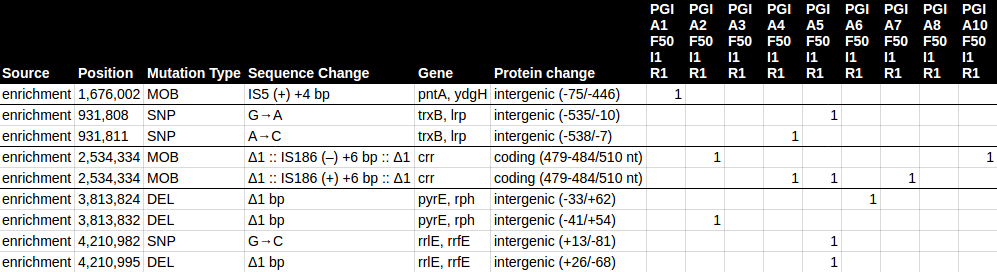 PGI PGI PGI PGI PGI PGI PGI PGI PGI
A1 A2 A3 A4 A5 A6 A7 A8 A10
F50 F50 F50 F50 F50 F50 F50 F50 F50
I1 I1 I1 I1 I1 I1 I1 I1 I1
Source Position Mutation Type Sequence Change Gene Protein change R1 R1 R1 R1 R1 R1 R1 R1 R1
enrichment 1,676,002 MOB IS5 (+) +4 bp pntA, ydgH intergenic (-75/-446) 1
enrichment 931,808 SNP G→A trxB, lrp intergenic (-535/-10) 1
enrichment 931,811 SNP A→C trxB, lrp intergenic (-538/-7) 1
enrichment 2,534,334 MOB Δ1 :: IS186 (–) +6 bp :: Δ1 crr coding (479-484/510 nt) 1 1
enrichment 2,534,334 MOB Δ1 :: IS186 (+) +6 bp :: Δ1 crr coding (479-484/510 nt) 1 1 1
enrichment 3,813,824 DEL Δ1 bp pyrE, rph intergenic (-33/+62) 1
enrichment 3,813,832 DEL Δ1 bp pyrE, rph intergenic (-41/+54) 1
enrichment 4,210,982 SNP G→C rrlE, rrfE intergenic (+13/-81) 1
enrichment 4,210,995 DEL Δ1 bp rrlE, rrfE intergenic (+26/-68) 1